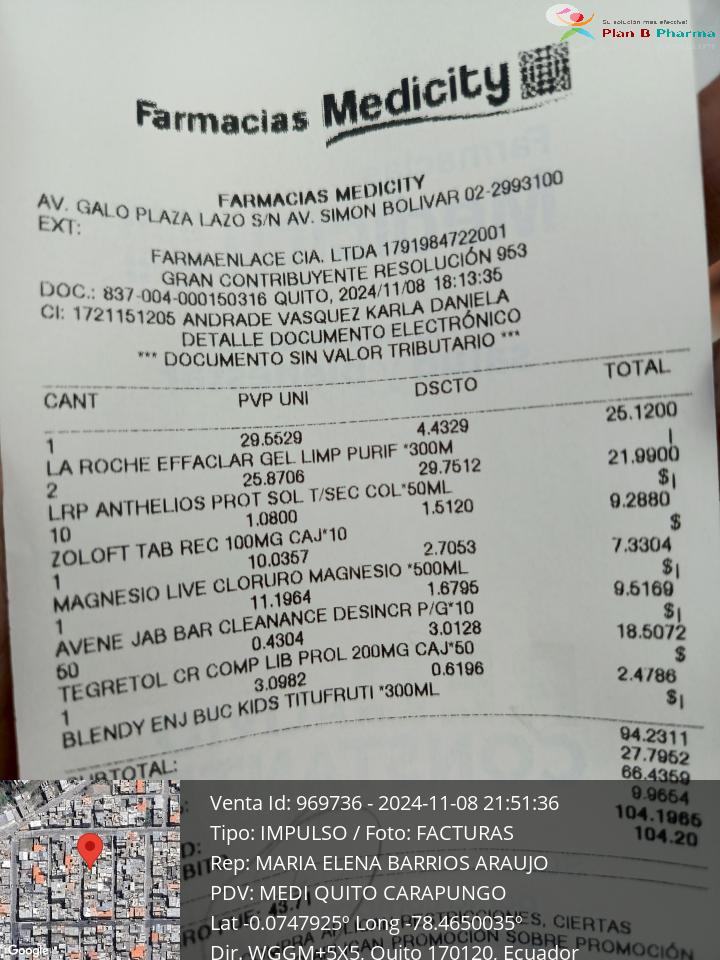 Su solución más efectiva!
Plan B Pharma
Farmacias Medicity
FARMACIAS MEDICITY
AV. GALO PLAZA LAZO S/N AV. SIMON BOLIVAR 02-2993100
EXT:
FARMAENLACE CIA. LTDA 1791984722001
GRAN CONTRIBUYENTE RESOLUCIÓN 953
DOC.: 837-004-000150316 QUITO, 2024/11/08 18:13:35
CI: 1721151205 ANDRADE VASQUEZ KARLA DANIELA
DETALLE DOCUMENTO ELECTRÓNICO
*** DOCUMENTO SIN VALOR TRIBUTARIO ***
CANT PVP UNI DSCTO TOTAL
1 29.5529 4.4329 25.1200
LA ROCHE EFFACLAR GEL LIMP PURIF *300M |
2 25.8706 29.7512 21.9900
LRP ANTHELIOS PROT SOL T/SEC COL*50ML $|
10 1.0800 1.5120 9.2880
ZOLOFT TAB REC 100MG CAJ*10 $
1 10.0357 2.7053 7.3304
MAGNESIO LIVE CLORURO MAGNESIO *500ML $|
1 11.1964 1.6795 9.5169
AVENE JAB BAR CLEANANCE DESINCR P/G*10 $|
50 0.4304 3.0128 18.5072
TEGRETOL CR COMP LIB PROL 200MG CAJ*50 $
1 3.0982 0.6196 2.4786
BLENDY ENJ BUC KIDS TITUFRUTI *300ML $|
SUBTOTAL: 94.2311
27.7952
66.4359
9.9654
104.1965
104.20
Venta Id: 969736 - 2024-11-08 21:51:36
Tipo: IMPULSO / Foto: FACTURAS
Rep: MARIA ELENA BARRIOS ARAUJO
PDV: MEDI QUITO CARAPUNGO
Lat -0.0747925º Long -78.4650035º
Dir. WGGM+5X5, Quito 170120, Ecuador
RESTRICCIONES, CIERTAS
PROMOCIÓN SOBRE PROMOCIÓN
Google